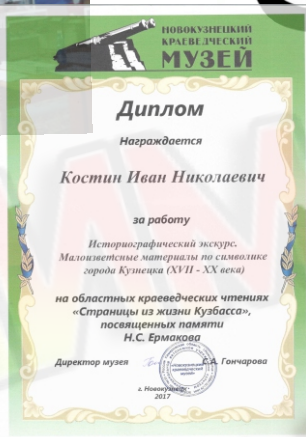 НОВОКУЗНЕЦКИЙ
КРАЕВЕДЧЕСКИЙ
МУЗЕЙ
Диплом
Награждается
Костин Иван Николаевич
за работу
Историографический экскурс.
Малоизвестные материалы по символике
города Кузнецка (XVII - XX века)
на областных краеведческих чтениях
«Страницы из жизни Кузбасса»,
посвященных памяти
Н.С. Ермакова
Директор музея С.А. Гончарова
г. Новокузнецк
2017